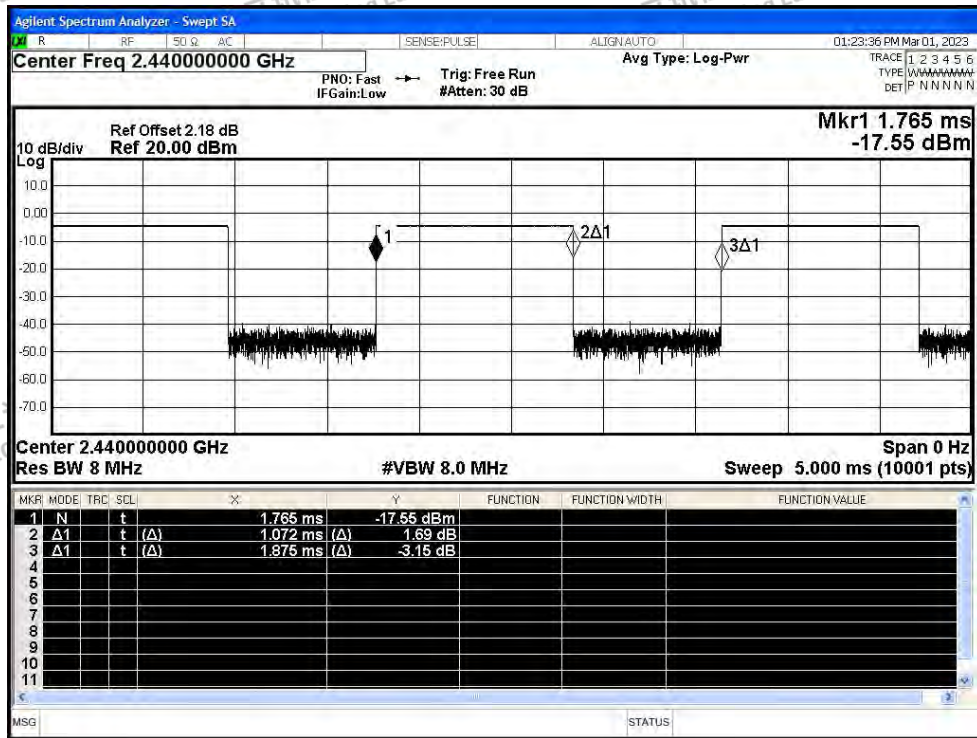 Agilent Spectrum Analyzer - Swept SA
LXI R RF 50 Ω AC SENSE:PULSE ALIGNAUTO 01:23:36 PM Mar 01, 2023
Center Freq 2.440000000 GHz
Avg Type: Log-Pwr
TRACE 1 2 3 4 5 6
PNO: Fast Trig: Free Run
TYPE
IFGain:Low #Atten: 30 dB
DET P N N N N N
Mkr1 1.765 ms
-17.55 dBm
Ref Offset 2.18 dB
10 dB/div Ref 20.00 dBm
Log
10.0
0.00
1 2Δ1 3Δ1
-10.0
-20.0
-30.0
-40.0
-50.0
-60.0
-70.0
Center 2.440000000 GHz Span 0 Hz
Res BW 8 MHz #VBW 8.0 MHz Sweep 5.000 ms (10001 pts)
MKR MODE TRC SCL X Y FUNCTION FUNCTION WIDTH FUNCTION VALUE
1 N t 1.765 ms -17.55 dBm
2 Δ1 t (Δ) 1.072 ms (Δ) 1.69 dB
3 Δ1 t (Δ) 1.875 ms (Δ) -3.15 dB
4
5
6
7
8
9
10
11
MSG STATUS